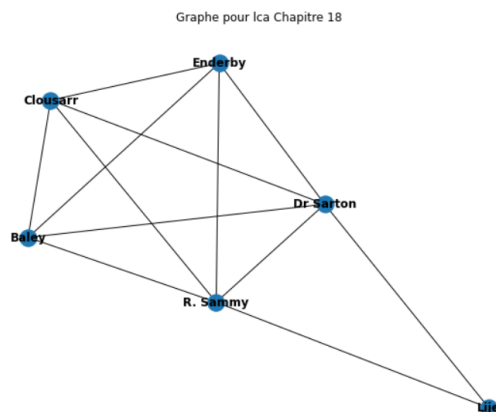 Graphe pour lca Chapitre 18
Enderby
Clousarr
Dr Sarton
Baley
R. Sammy